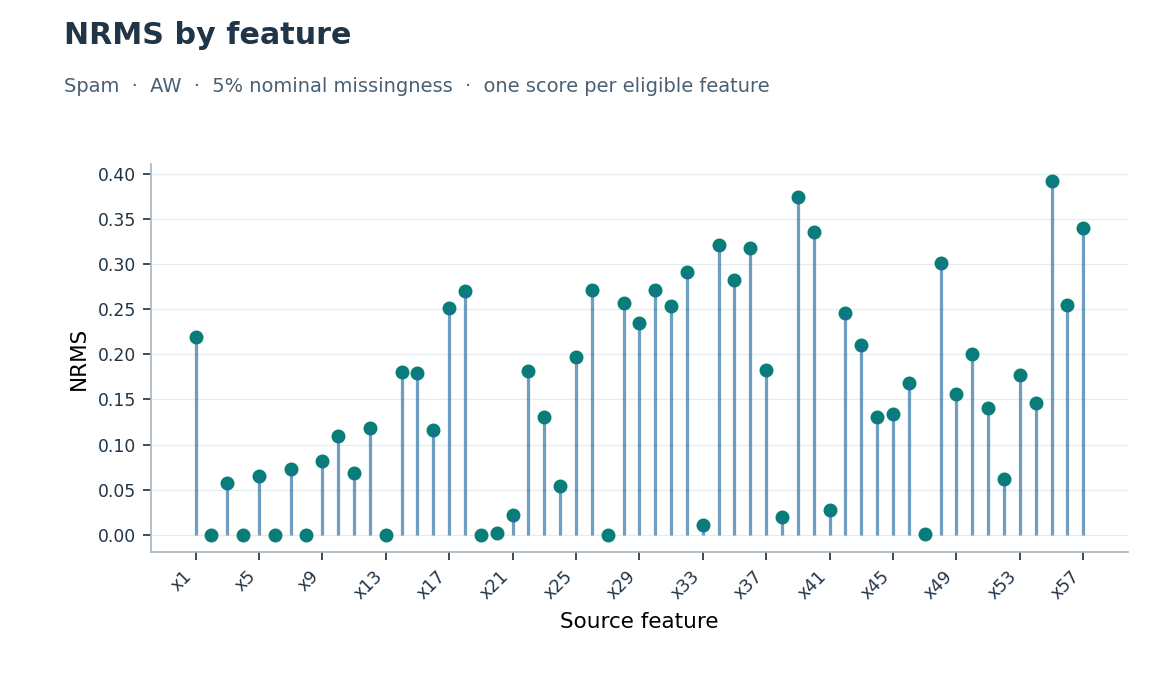 NRMS by feature
Spam · AW · 5% nominal missingness · one score per eligible feature
0.40
0.35
0.30
0.25
0.20
0.15
0.10
0.05
0.00
NRMS
x1 x5 x9 x13 x17 x21 x25 x29 x33 x37 x41 x45 x49 x53 x57
Source feature